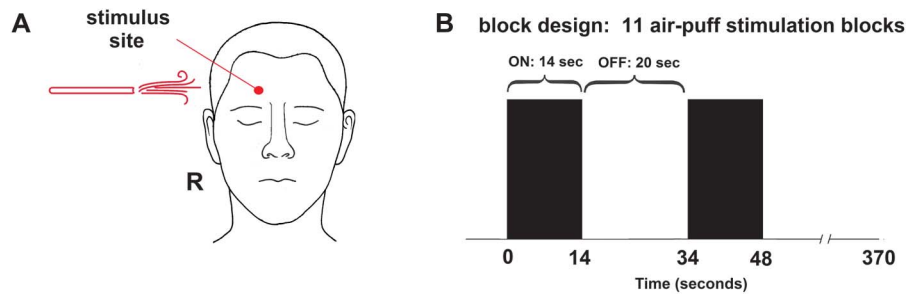 A
stimulus
site
R
B
block design: 11 air-puff stimulation blocks
ON: 14 sec
OFF: 20 sec
0
14
34
48
370
Time (seconds)